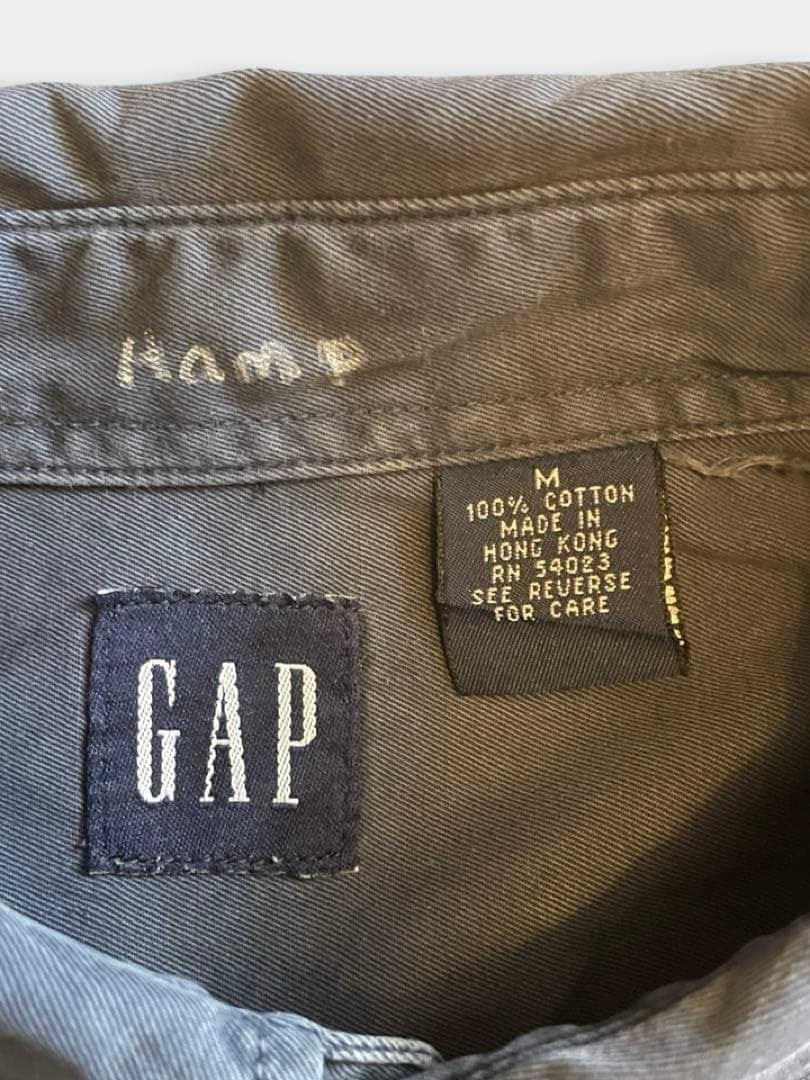 Hamp
M
100% COTTON
MADE IN
HONG KONG
RN 54023
SEE REVERSE
FOR CARE
GAP